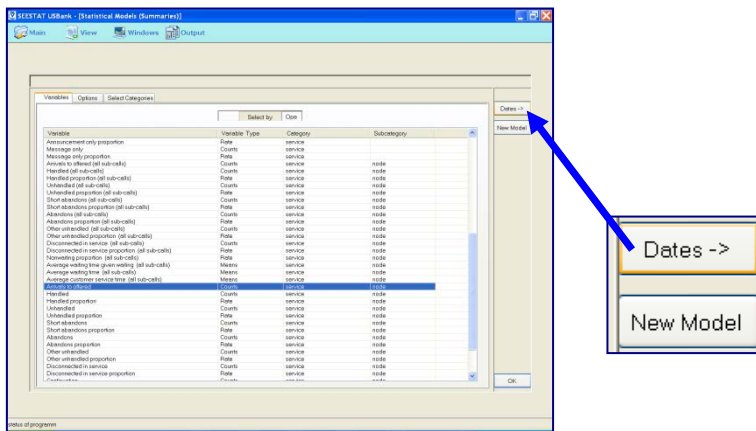 SEESTAT USBank - [Statistical Models (Summaries)]
Main View Windows Output
Variables Options Select Categories
Dates ->
Select by Ope
New Model
Variable Variable Type Category Subcategory
Announcement only proportion Rate service
Message only Counts service
Message only proportion Rate service
Arrivals to offered (all sub-calls) Counts service node
Handled (all sub-calls) Counts service node
Handled proportion (all sub-calls) Rate service node
Unhandled (all sub-calls) Counts service node
Unhandled proportion (all sub-calls) Rate service node
Short abandons (all sub-calls) Counts service node
Short abandons proportion (all sub-calls) Rate service node
Abandons (all sub-calls) Counts service node
Abandons proportion (all sub-calls) Rate service node
Other unhandled (all sub-calls) Counts service node
Other unhandled proportion (all sub-calls) Rate service node
Disconnected in service (all sub-calls) Counts service node
Disconnected in service proportion (all sub-calls) Rate service node
Nonwaiting proportion (all sub-calls) Rate service node
Average waiting time given waiting (all sub-calls) Means service node
Average waiting time (all sub-calls) Means service node
Average customer service time (all sub-calls) Means service node
Arrivals to offered Counts service node
Handled Counts service node
Handled proportion Rate service node
Unhandled Counts service node
Unhandled proportion Rate service node
Short abandons Counts service node
Short abandons proportion Rate service node
Abandons Counts service node
Abandons proportion Rate service node
Other unhandled Counts service node
Other unhandled proportion Rate service node
Disconnected in service Counts service node
Disconnected in service proportion Rate service node
OK
status of programm
Dates ->
New Model